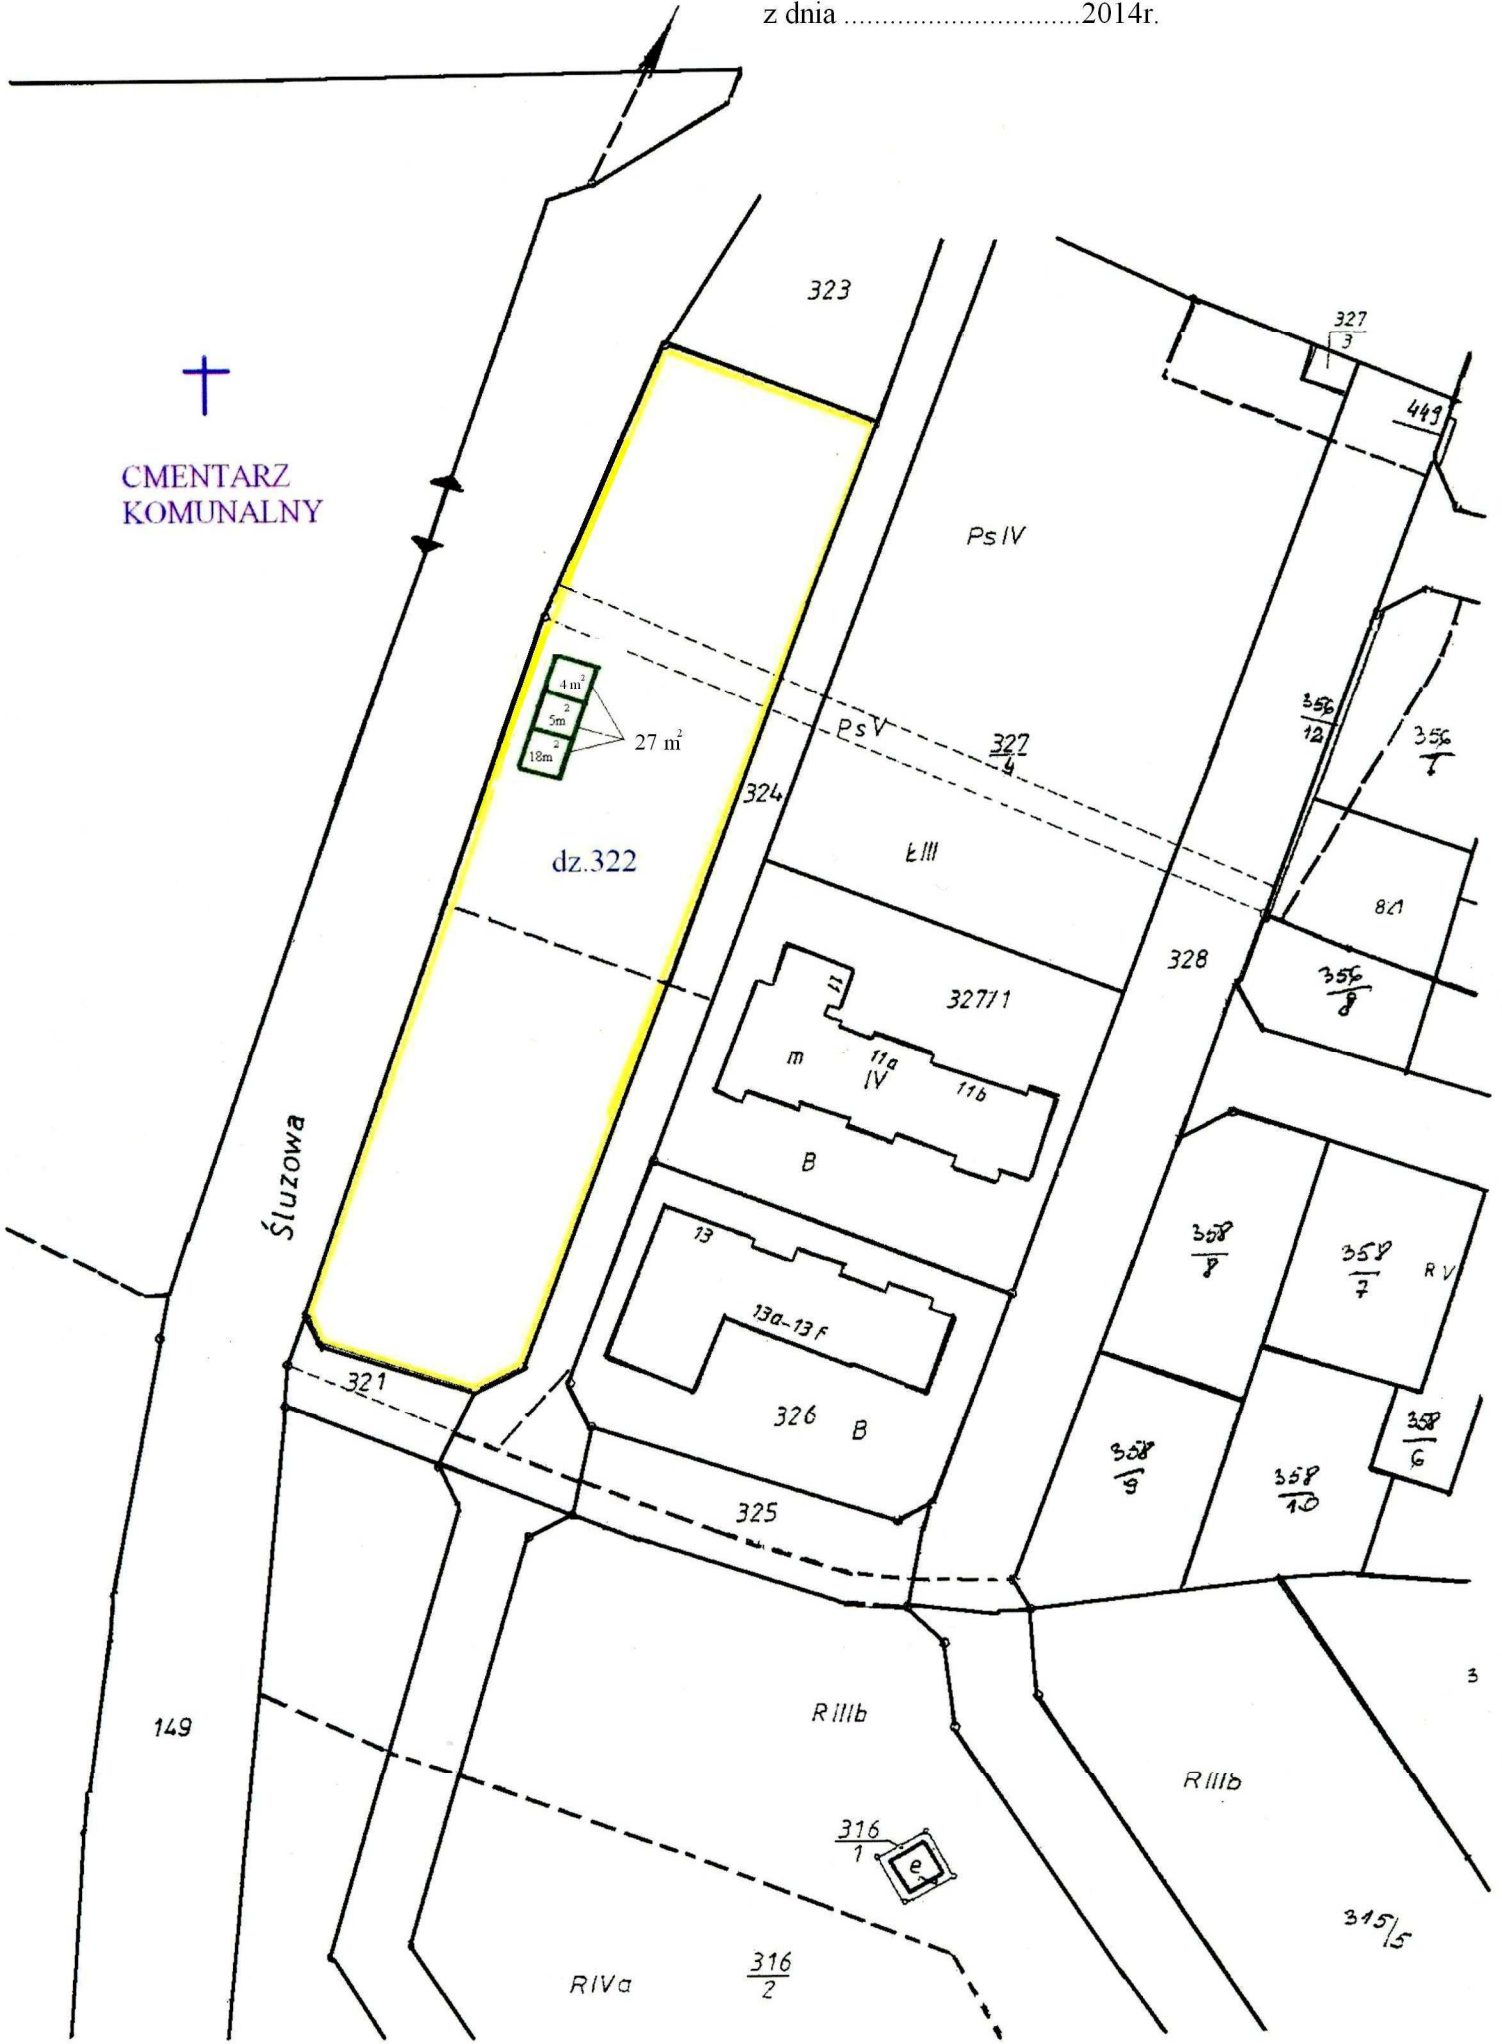 z dnia ...............................2014r.
323
327
3
449
CMENTARZ
KOMUNALNY
Ps IV
4 m²
5m²
18m²
27 m²
Ps V
327
4
356
12
356
324
dz.322
Ł III
328
356
8
327/1
11
m
11a
IV
11b
B
Śluzowa
13
13a-13f
358
8
358
7
R V
321
326
B
358
9
358
10
358
6
325
149
R IIIb
R IIIb
3
316
1
e
315/5
R IVa
316
2